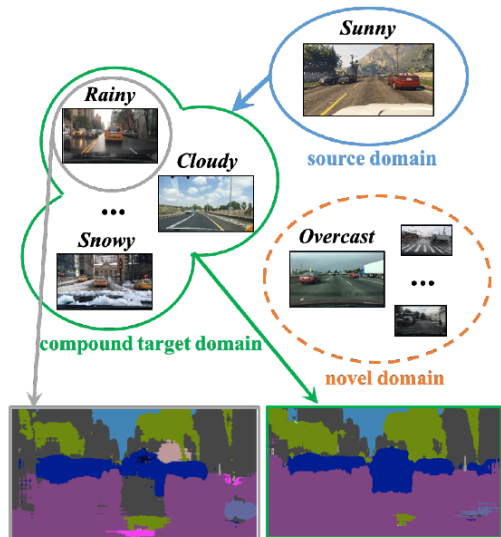 Sunny
Rainy
source domain
Cloudy
...
Snowy
Overcast
...
compound target domain
novel domain